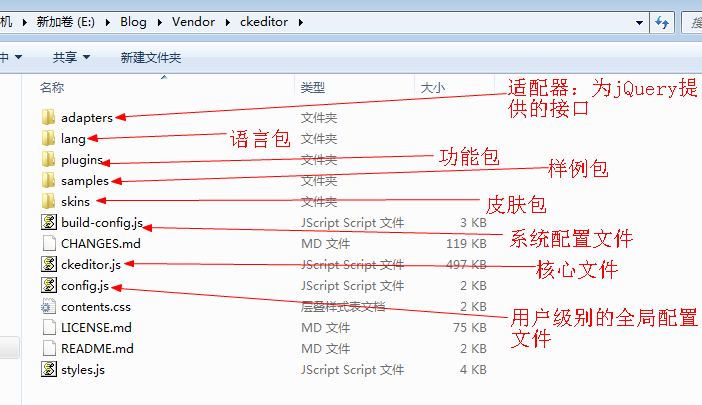 机 ▸ 新加卷 (E:) ▸ Blog ▸ Vendor ▸ ckeditor ▸
中 ▼ 共享 ▼ 新建文件夹
名称 类型 大小
adapters 文件夹
lang 文件夹
plugins 文件夹
samples 文件夹
skins 文件夹
build-config.js JScript Script 文件 3 KB
CHANGES.md MD 文件 119 KB
ckeditor.js JScript Script 文件 497 KB
config.js JScript Script 文件 2 KB
contents.css 层叠样式表文档 2 KB
LICENSE.md MD 文件 75 KB
README.md MD 文件 2 KB
styles.js JScript Script 文件 4 KB
适配器：为jQuery提
供的接口
语言包
功能包
样例包
皮肤包
系统配置文件
核心文件
用户级别的全局配置
文件